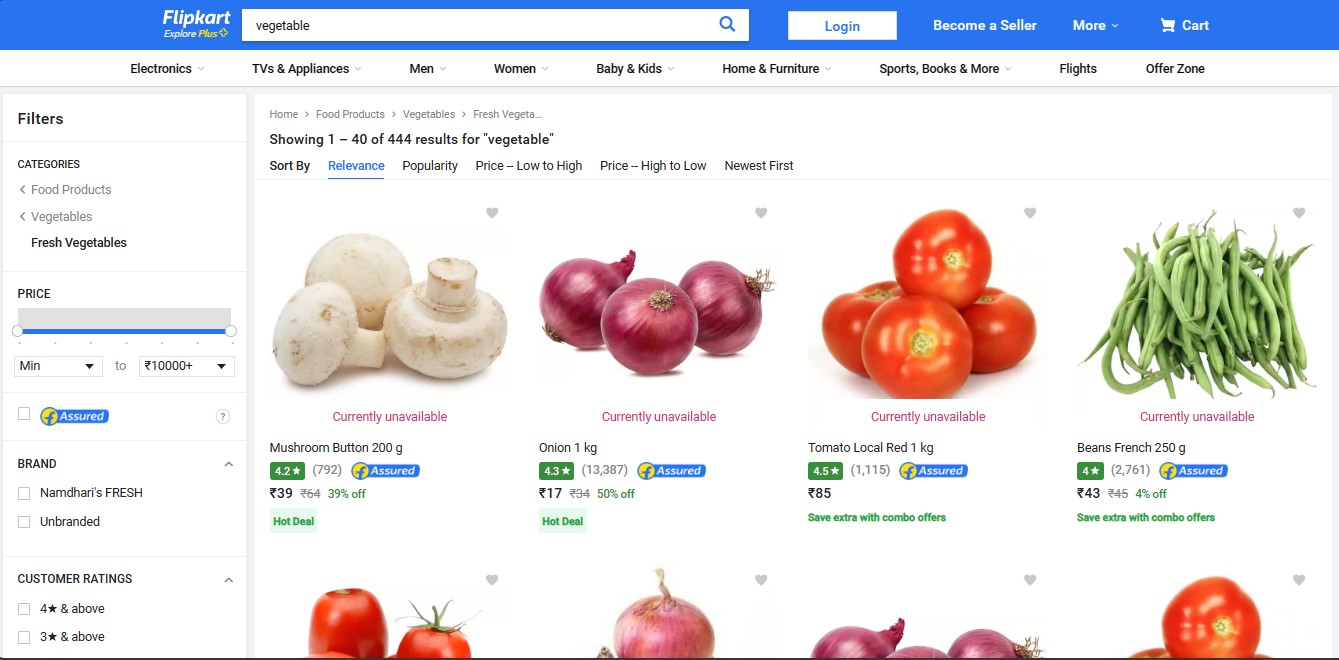 Flipkart
Explore Plus
vegetable
Login
Become a Seller
More
Cart
Electronics
TVs & Appliances
Men
Women
Baby & Kids
Home & Furniture
Sports, Books & More
Flights
Offer Zone
Filters
CATEGORIES
Food Products
Vegetables
Fresh Vegetables
PRICE
Min
to
₹10000+
Assured
?
BRAND
Namdhari's FRESH
Unbranded
CUSTOMER RATINGS
4★ & above
3★ & above
Home > Food Products > Vegetables > Fresh Vegeta...
Showing 1 – 40 of 444 results for "vegetable"
Sort By Relevance Popularity Price -- Low to High Price -- High to Low Newest First
Currently unavailable
Mushroom Button 200 g
4.2★ (792) Assured
₹39 ₹64 39% off
Hot Deal
Currently unavailable
Onion 1 kg
4.3★ (13,387) Assured
₹17 ₹34 50% off
Hot Deal
Currently unavailable
Tomato Local Red 1 kg
4.5★ (1,115) Assured
₹85
Save extra with combo offers
Currently unavailable
Beans French 250 g
4★ (2,761) Assured
₹43 ₹45 4% off
Save extra with combo offers